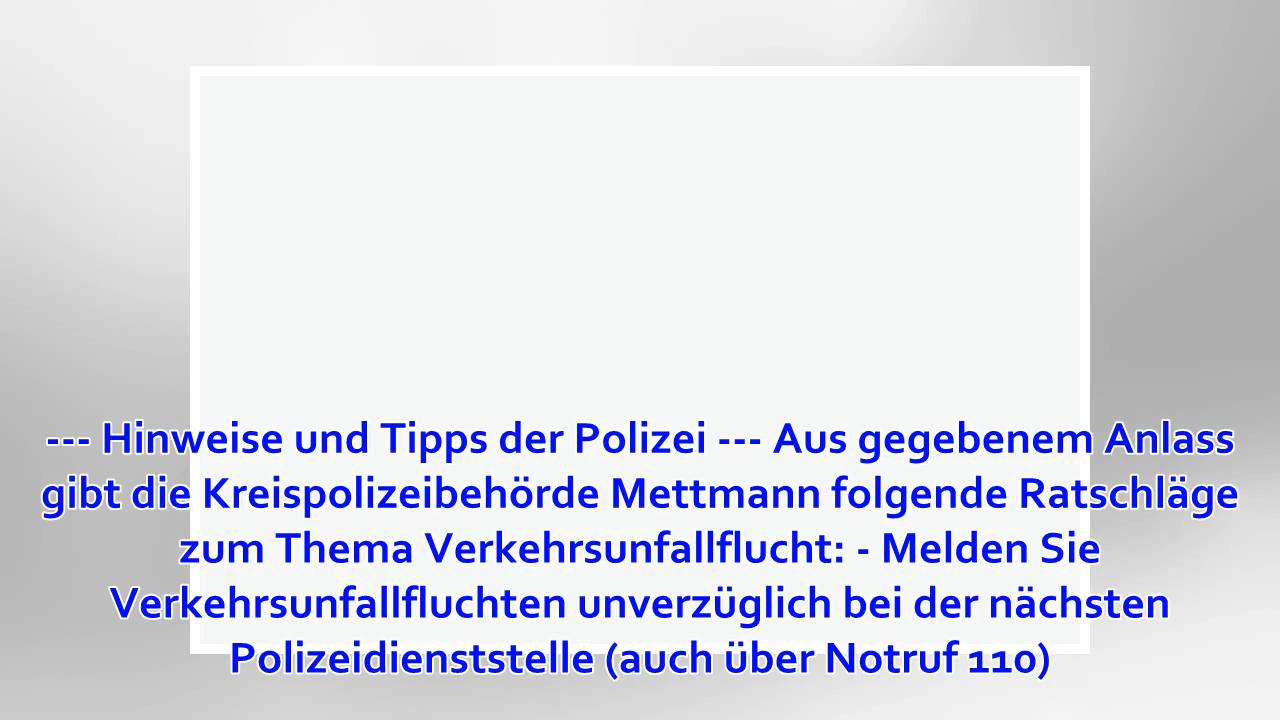 --- Hinweise und Tipps der Polizei --- Aus gegebenem Anlass
gibt die Kreispolizeibehörde Mettmann folgende Ratschläge
zum Thema Verkehrsunfallflucht: - Melden Sie
Verkehrsunfallfluchten unverzüglich bei der nächsten
Polizeidienststelle (auch über Notruf 110)